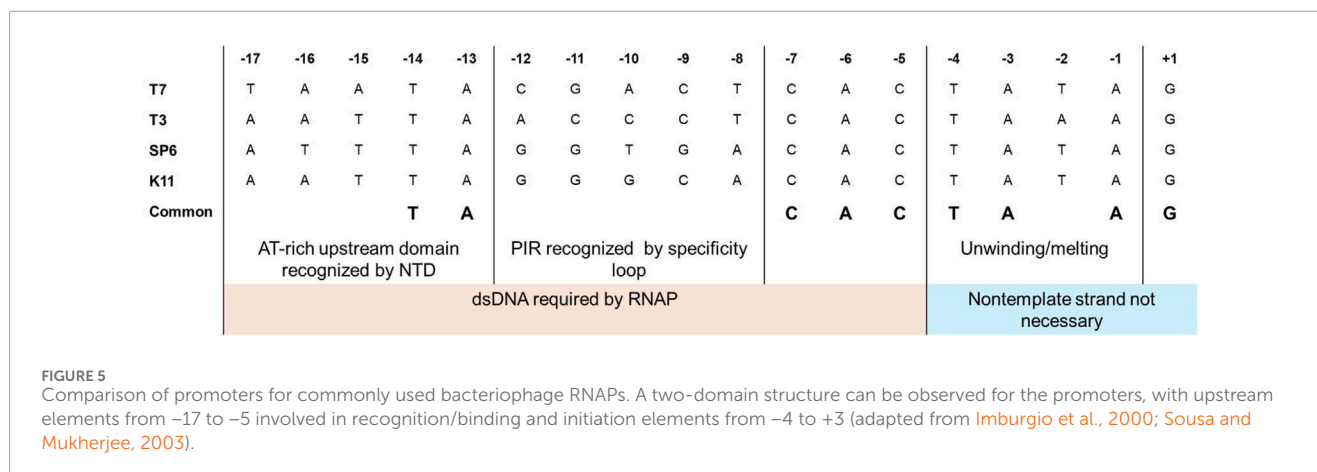 -17 -16 -15 -14 -13 -12 -11 -10 -9 -8 -7 -6 -5 -4 -3 -2 -1 +1
T7 T A A T A C G A C T C A C T A T A G
T3 A A T T A A C C C T C A C T A A A G
SP6 A T T T A G G T G A C A C T A T A G
K11 A A T T A G G G C A C A C T A T A G
Common T A C A C T A A G
AT-rich upstream domain
recognized by NTD
PIR recognized by specificity
loop
Unwinding/melting
dsDNA required by RNAP
Nontemplate strand not
necessary
FIGURE 5
Comparison of promoters for commonly used bacteriophage RNAPs. A two-domain structure can be observed for the promoters, with upstream
elements from –17 to –5 involved in recognition/binding and initiation elements from –4 to +3 (adapted from Imburgio et al., 2000; Sousa and
Mukherjee, 2003).